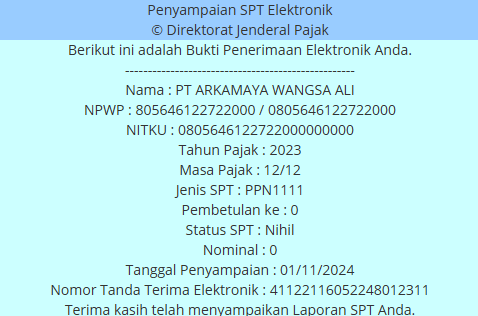 Penyampaian SPT Elektronik
© Direktorat Jenderal Pajak
Berikut ini adalah Bukti Penerimaan Elektronik Anda.
---------------------------------------------------
Nama : PT ARKAMAYA WANGSA ALI
NPWP : 805646122722000 / 0805646122722000
NITKU : 0805646122722000000000
Tahun Pajak : 2023
Masa Pajak : 12/12
Jenis SPT : PPN1111
Pembetulan ke : 0
Status SPT : Nihil
Nominal : 0
Tanggal Penyampaian : 01/11/2024
Nomor Tanda Terima Elektronik : 41122116052248012311
Terima kasih telah menyampaikan Laporan SPT Anda.